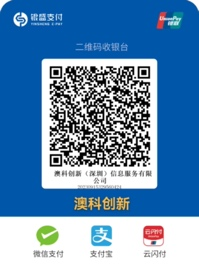 银盛支付
YINSHENG E-PAY
UnionPay
银联
二维码收银台
澳科创新（深圳）信息服务有限
公司
澳科创新
微信支付
支付宝
云闪付